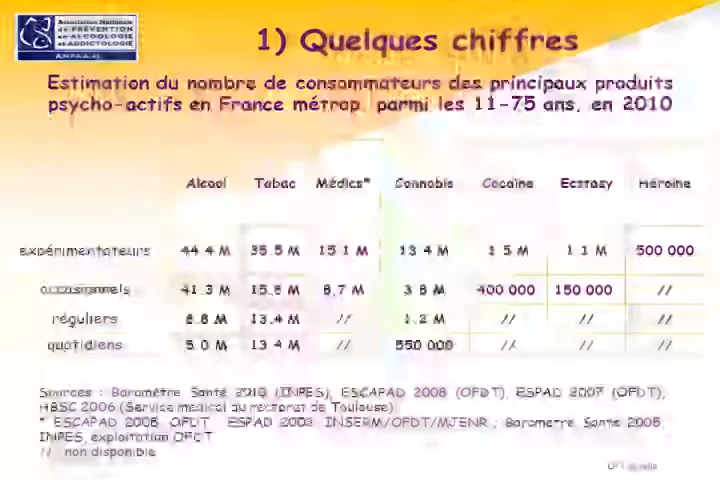 Association Nationale
de PRÉVENTION
en ALCOOLOGIE
et ADDICTOLOGIE
1) Quelques chiffres
Estimation du nombre de consommateurs des principaux produits
psycho-actifs en France métrop. parmi les 11-75 ans, en 2010
Alcool Tabac Médics* Cannabis Cocaïne Ecstasy Héroïne
expérimentateurs 44.4 M 35.5 M 15.1 M 13.4 M 1.5 M 1.1 M 500 000
occasionnels 41.3 M 15.8 M 8,7 M 3.8 M 400 000 150 000 //
réguliers 8.8 M 13.4 M // 1.2 M // // //
quotidiens 5.0 M 13.4 M // 550 000 // // //
Sources : Baromètre Santé 2010 (INPES), ESCAPAD 2008 (OFDT), ESPAD 2007 (OFDT),
HBSC 2006 (Service médical du rectorat de Toulouse)
* ESCAPAD 2005 OFDT ESPAD 2003 INSERM/OFDT/MJENR ; Baromètre Santé 2005,
INPES, exploitation OFDT
// non disponible